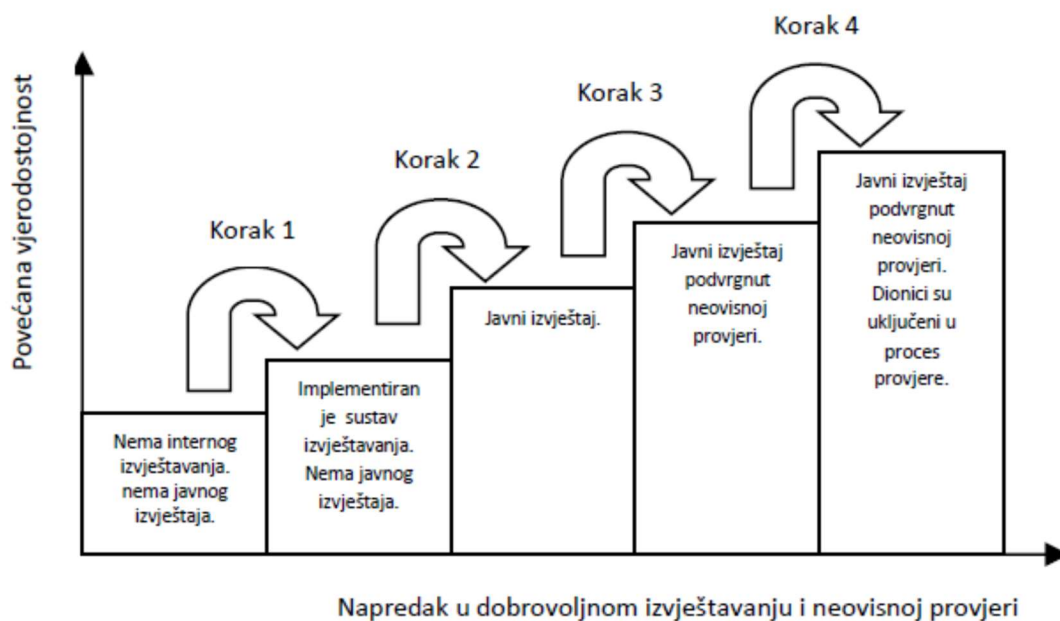 Korak 4
Korak 3
Korak 2
Korak 1
Povećana vjerodostojnost
Nema internog
izvještavanja.
nema javnog
izvještaja.
Implementiran
je sustav
izvještavanja.
Nema javnog
izvještaja.
Javni izvještaj.
Javni izvještaj
podvrgnut
neovisnoj
provjeri.
Javni izvještaj
podvrgnut
neovisnoj
provjeri.
Dionici su
uključeni u
proces
provjere.
Napredak u dobrovoljnom izvještavanju i neovisnoj provjeri